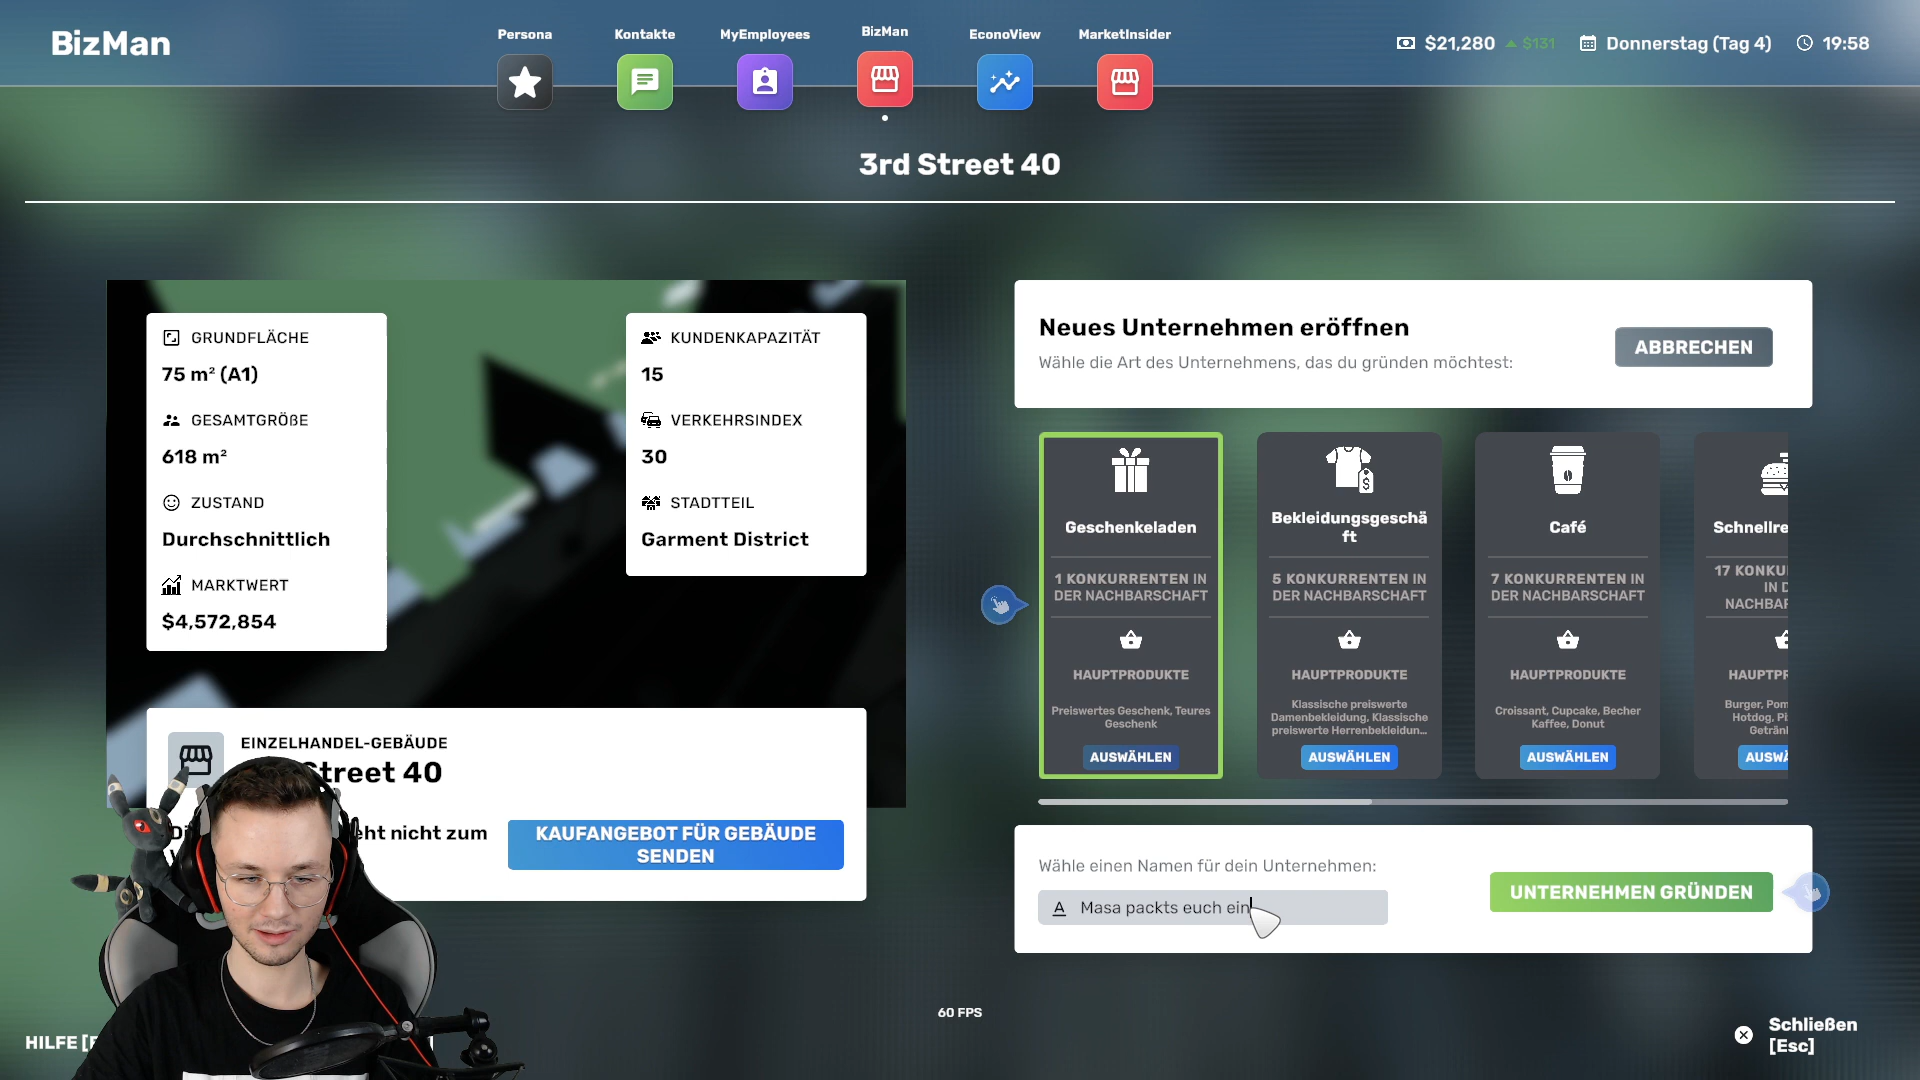 BizMan
Persona
Kontakte
MyEmployees
BizMan
EconoView
MarketInsider
$21,280
$131
Donnerstag (Tag 4)
19:58
3rd Street 40
GRUNDFLÄCHE
75 m² (A1)
GESAMTGRÖßE
618 m²
ZUSTAND
Durchschnittlich
MARKTWERT
$4,572,854
KUNDENKAPAZITÄT
15
VERKEHRSINDEX
30
STADTTEIL
Garment District
EINZELHANDEL-GEBÄUDE
Street 40
nicht zum
KAUFANGEBOT FÜR GEBÄUDE
SENDEN
Neues Unternehmen eröffnen
Wähle die Art des Unternehmens, das du gründen möchtest:
ABBRECHEN
Geschenkeladen
1 KONKURRENTEN IN
DER NACHBARSCHAFT
HAUPTPRODUKTE
Preiswertes Geschenk, Teures
Geschenk
AUSWÄHLEN
Bekleidungsgeschä
ft
5 KONKURRENTEN IN
DER NACHBARSCHAFT
HAUPTPRODUKTE
Klassische preiswerte
Damenbekleidung, Klassische
preiswerte Herrenbekleidun...
AUSWÄHLEN
Café
7 KONKURRENTEN IN
DER NACHBARSCHAFT
HAUPTPRODUKTE
Croissant, Cupcake, Becher
Kaffee, Donut
AUSWÄHLEN
Schnellre
17 KONKU
IN D
NACHBAR
HAUPTPR
Burger, Pom
Hotdog, Pi
Getränk
AUSWÄ
Wähle einen Namen für dein Unternehmen:
Masa packts euch ein
UNTERNEHMEN GRÜNDEN
60 FPS
HILFE [F
Schließen
[Esc]